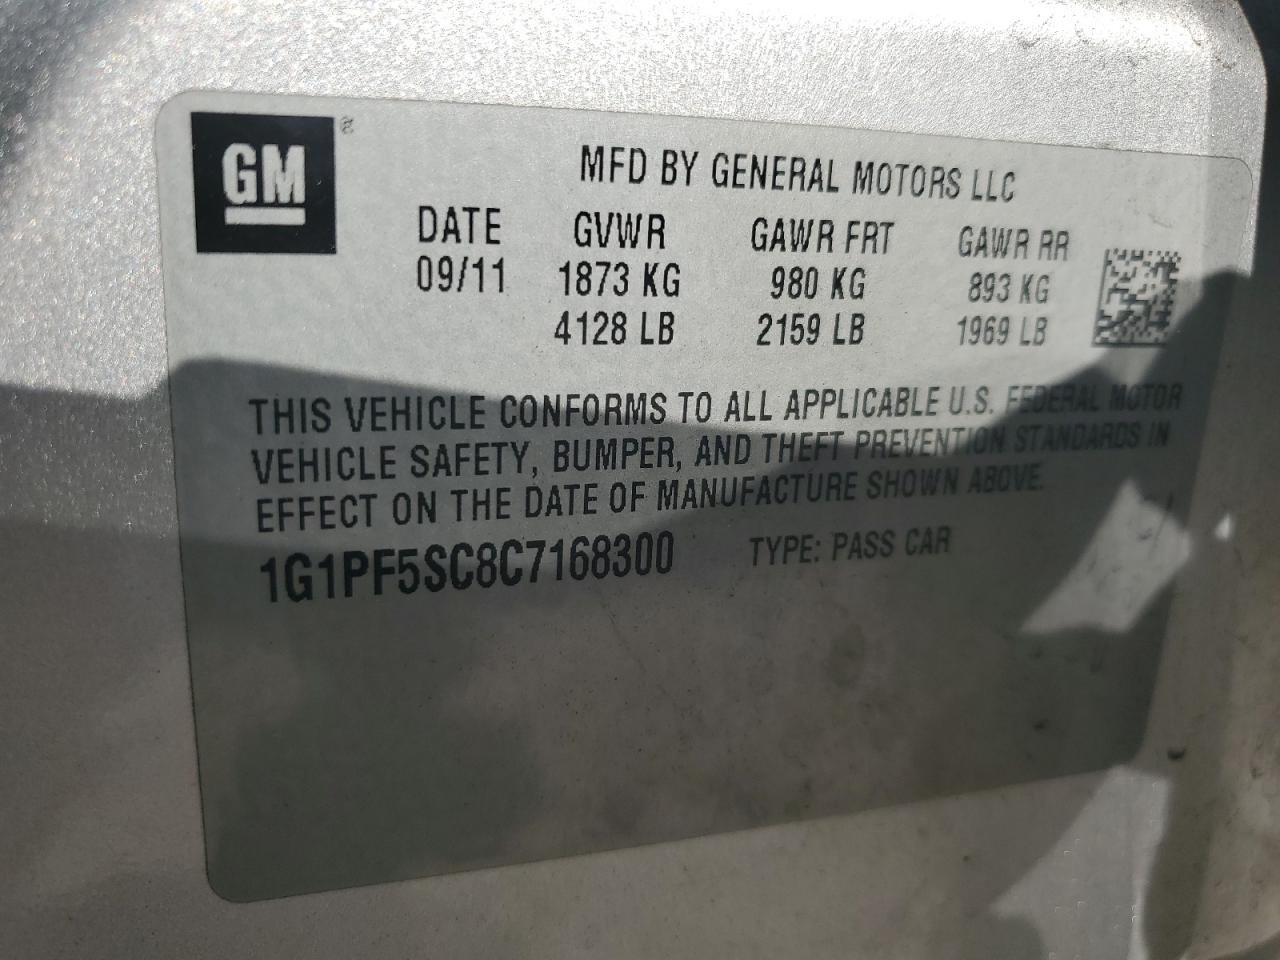 GM ®
MFD BY GENERAL MOTORS LLC
DATE GVWR GAWR FRT GAWR RR
09/11 1873 KG 980 KG 893 KG
4128 LB 2159 LB 1969 LB
THIS VEHICLE CONFORMS TO ALL APPLICABLE U.S. FEDERAL MOTOR
VEHICLE SAFETY, BUMPER, AND THEFT PREVENTION STANDARDS IN
EFFECT ON THE DATE OF MANUFACTURE SHOWN ABOVE.
1G1PF5SC8C7168300 TYPE: PASS CAR